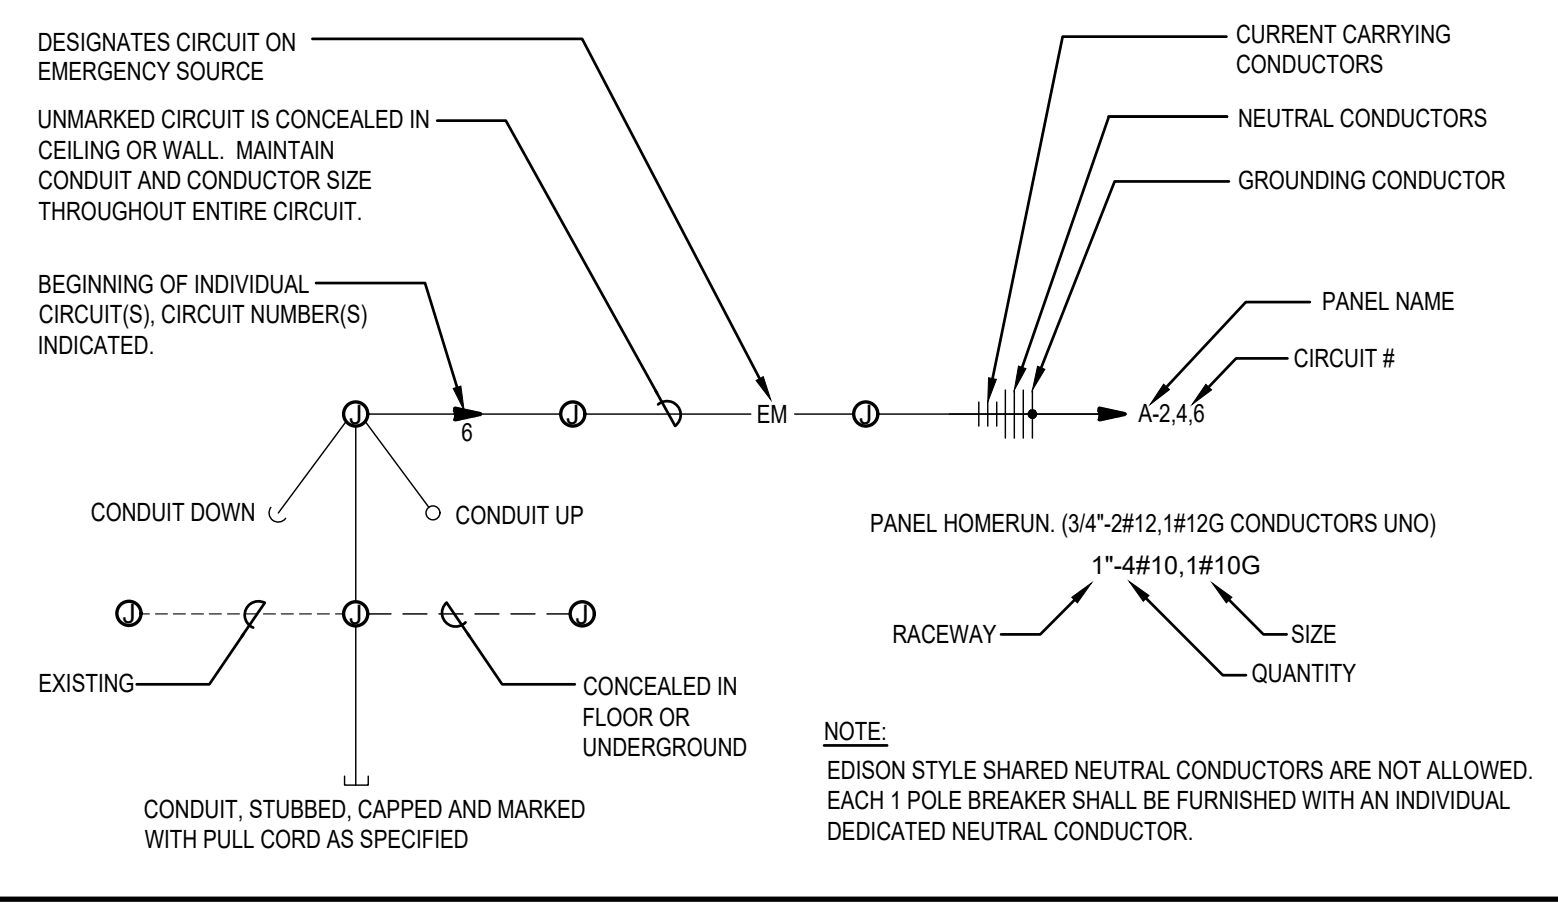 DESIGNATES CIRCUIT ON
EMERGENCY SOURCE
UNMARKED CIRCUIT IS CONCEALED IN
CEILING OR WALL. MAINTAIN
CONDUIT AND CONDUCTOR SIZE
THROUGHOUT ENTIRE CIRCUIT.
BEGINNING OF INDIVIDUAL
CIRCUIT(S), CIRCUIT NUMBER(S)
INDICATED.
CURRENT CARRYING
CONDUCTORS
NEUTRAL CONDUCTORS
GROUNDING CONDUCTOR
PANEL NAME
CIRCUIT #
J
6
J
EM
J
A-2,4,6
CONDUIT DOWN
CONDUIT UP
J
J
J
EXISTING
CONCEALED IN
FLOOR OR
UNDERGROUND
CONDUIT, STUBBED, CAPPED AND MARKED
WITH PULL CORD AS SPECIFIED
PANEL HOMERUN. (3/4"-2#12,1#12G CONDUCTORS UNO)
1"-4#10,1#10G
RACEWAY
SIZE
QUANTITY
NOTE:
EDISON STYLE SHARED NEUTRAL CONDUCTORS ARE NOT ALLOWED.
EACH 1 POLE BREAKER SHALL BE FURNISHED WITH AN INDIVIDUAL
DEDICATED NEUTRAL CONDUCTOR.